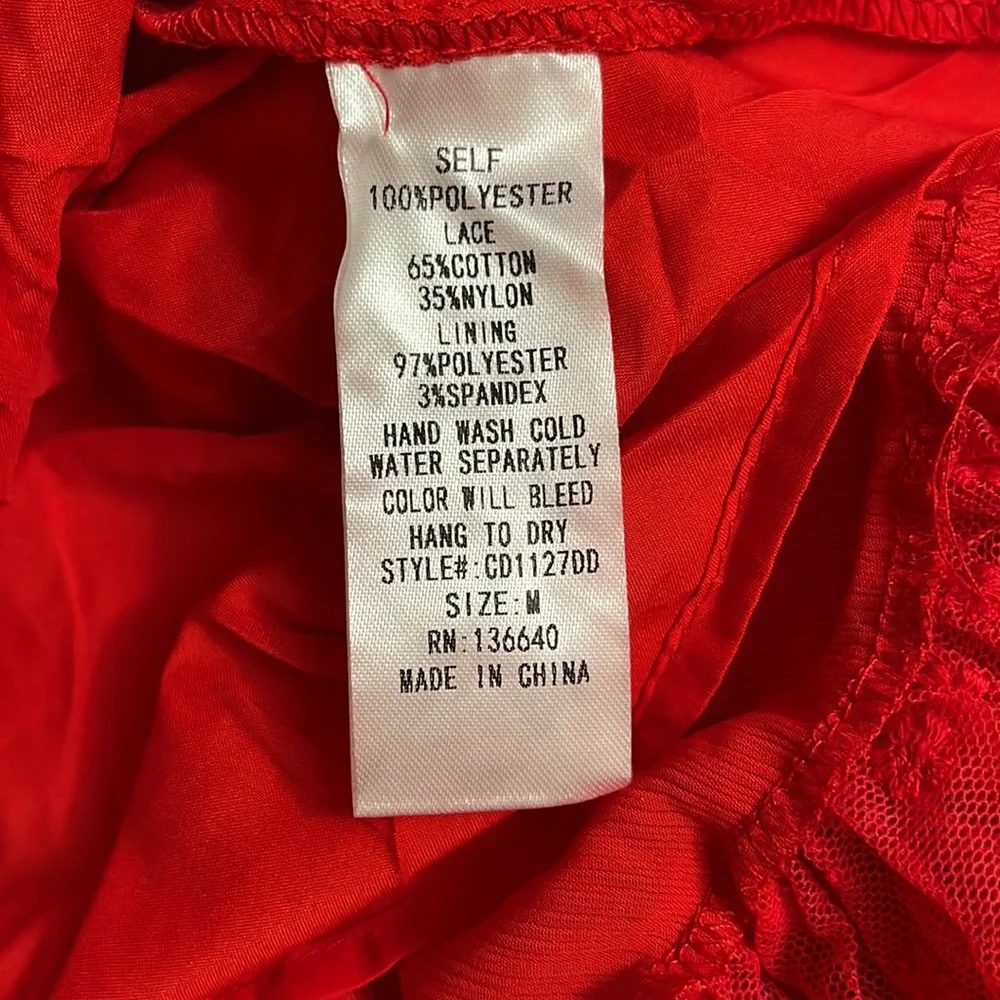 SELF
100%POLYESTER
LACE
65%COTTON
35%NYLON
LINING
97%POLYESTER
3%SPANDEX
HAND WASH COLD
WATER SEPARATELY
COLOR WILL BLEED
HANG TO DRY
STYLE#:CD1127DD
SIZE:M
RN:136640
MADE IN CHINA